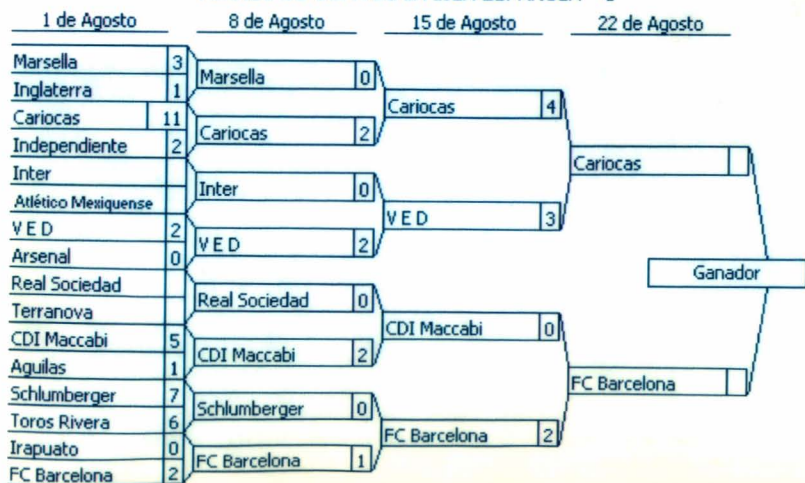 1 de Agosto 8 de Agosto 15 de Agosto 22 de Agosto
Marsella 3
Inglaterra 1
Cariocas 11
Independiente 2
Inter
Atlético Mexiquense
V E D 2
Arsenal 0
Real Sociedad
Terranova
CDI Maccabi 5
Aguilas 1
Schlumberger 7
Toros Rivera 6
Irapuato 0
FC Barcelona 2
Marsella 0
Cariocas 2
Inter 0
V E D 2
Real Sociedad 0
CDI Maccabi 2
Schlumberger 0
FC Barcelona 1
Cariocas 4
V E D 3
CDI Maccabi 0
FC Barcelona 2
Cariocas
FC Barcelona
Ganador